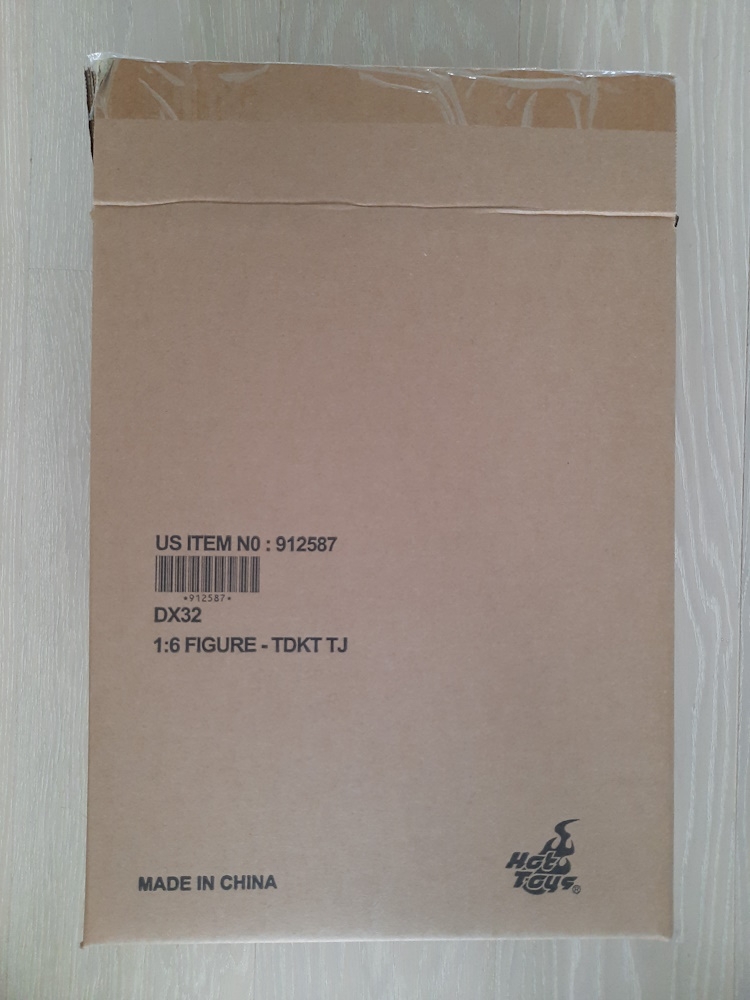 US ITEM N0 : 912587
*912587*
DX32
1:6 FIGURE - TDKT TJ
MADE IN CHINA
Hot
Toys®